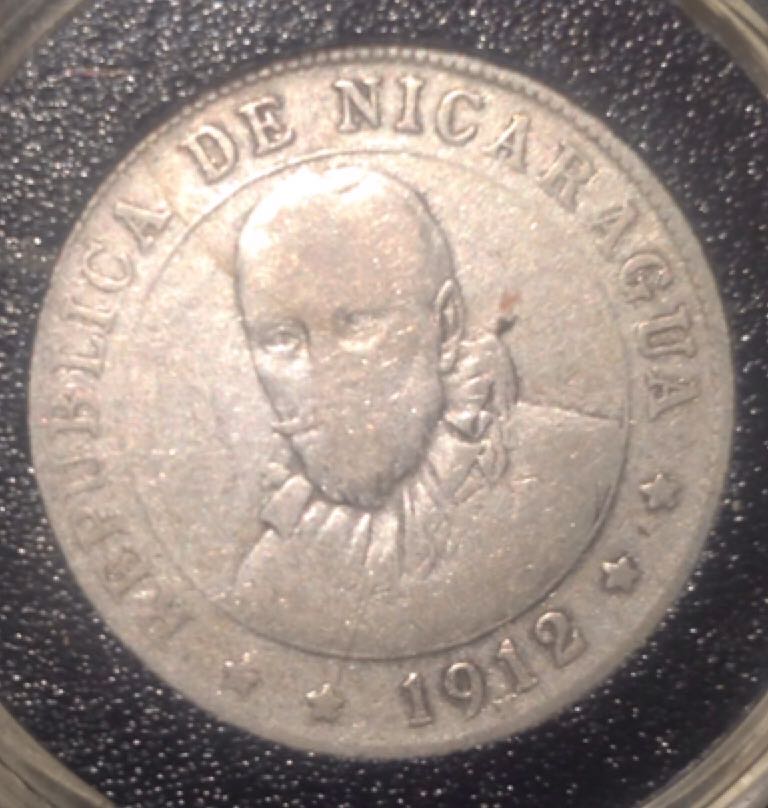 REPUBLICA DE NICARAGUA
1912